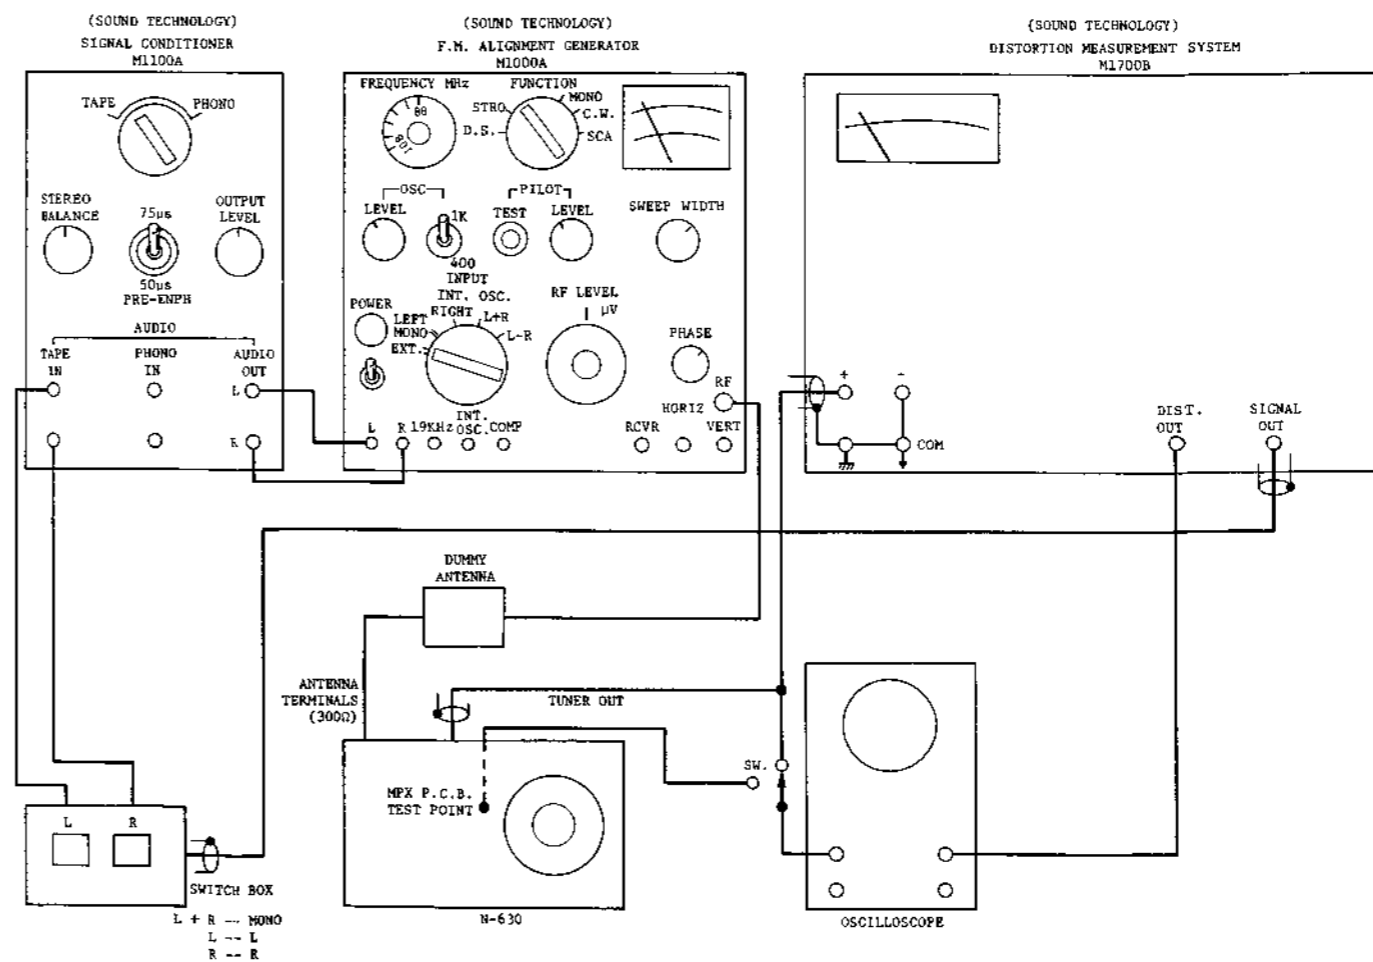 (SOUND TECHNOLOGY)
SIGNAL CONDITIONER
M1100A
TAPE
PHONO
STEREO
BALANCE
75µs
OUTPUT
LEVEL
50µs
PRE-ENPH
AUDIO
TAPE
IN
PHONO
IN
AUDIO
OUT
L
R
(SOUND TECHNOLOGY)
F.M. ALIGNMENT GENERATOR
M1000A
FREQUENCY MHz
88
108
FUNCTION
MONO
STRO
C.W.
D.S.
SCA
OSC
PILOT
LEVEL
1K
TEST
LEVEL
SWEEP WIDTH
400
INPUT
INT. OSC.
RF LEVEL
µV
POWER
RIGHT
L+R
LEFT
MONO
L-R
EXT.
PHASE
RF
HORIZ
INT.
L
R
19KHz
OSC.
COMP
RCVR
VERT
(SOUND TECHNOLOGY)
DISTORTION MEASUREMENT SYSTEM
M1700B
+
-
COM
DIST.
OUT
SIGNAL
OUT
DUMMY
ANTENNA
ANTENNA
TERMINALS
(300Ω)
TUNER OUT
SW.
MPX P.C.B.
TEST POINT
N-630
OSCILLOSCOPE
L
R
SWITCH BOX
L + R -- MONO
L -- L
R -- R